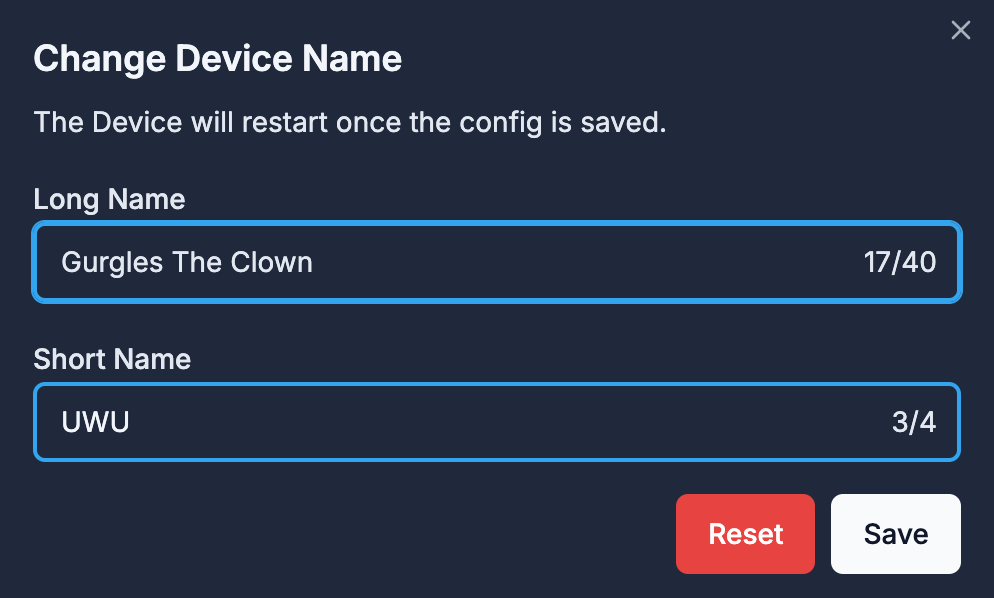 Change Device Name
The Device will restart once the config is saved.
Long Name
Gurgles The Clown 17/40
Short Name
UWU 3/4
Reset Save